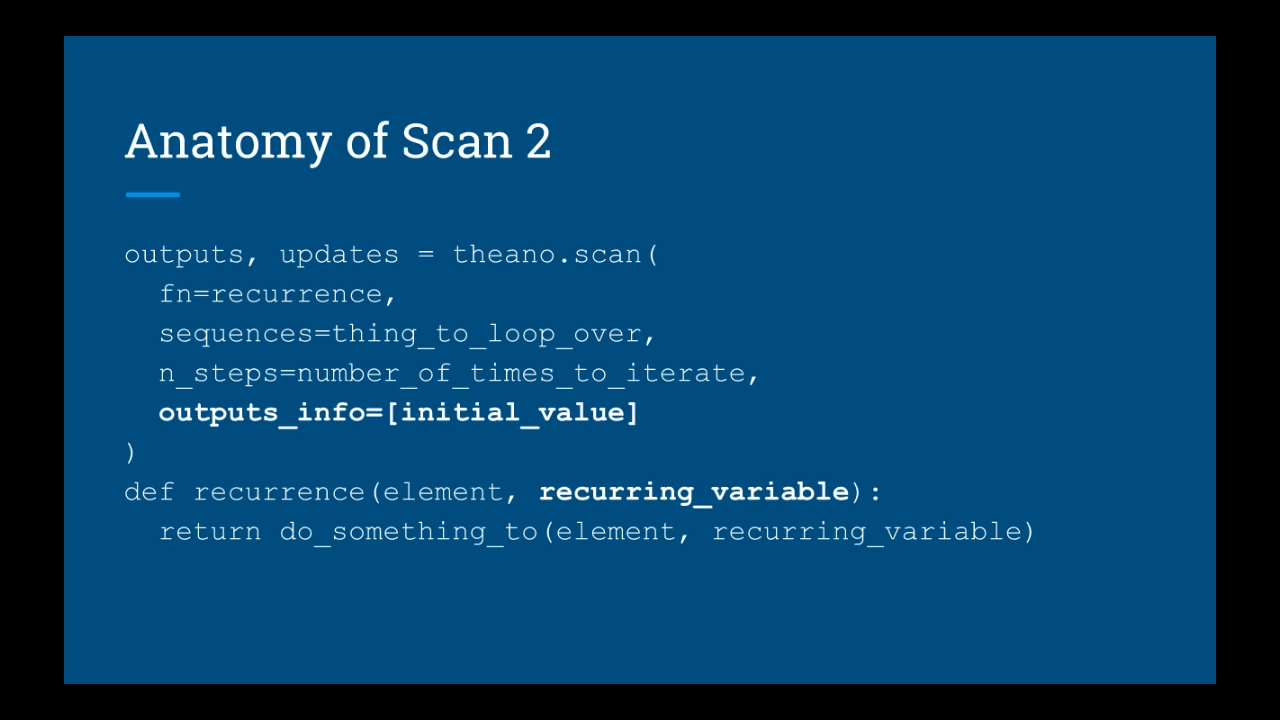 Anatomy of Scan 2
outputs, updates = theano.scan(
  fn=recurrence,
  sequences=thing_to_loop_over,
  n_steps=number_of_times_to_iterate,
  outputs_info=[initial_value]
)
def recurrence(element, recurring_variable):
  return do_something_to(element, recurring_variable)